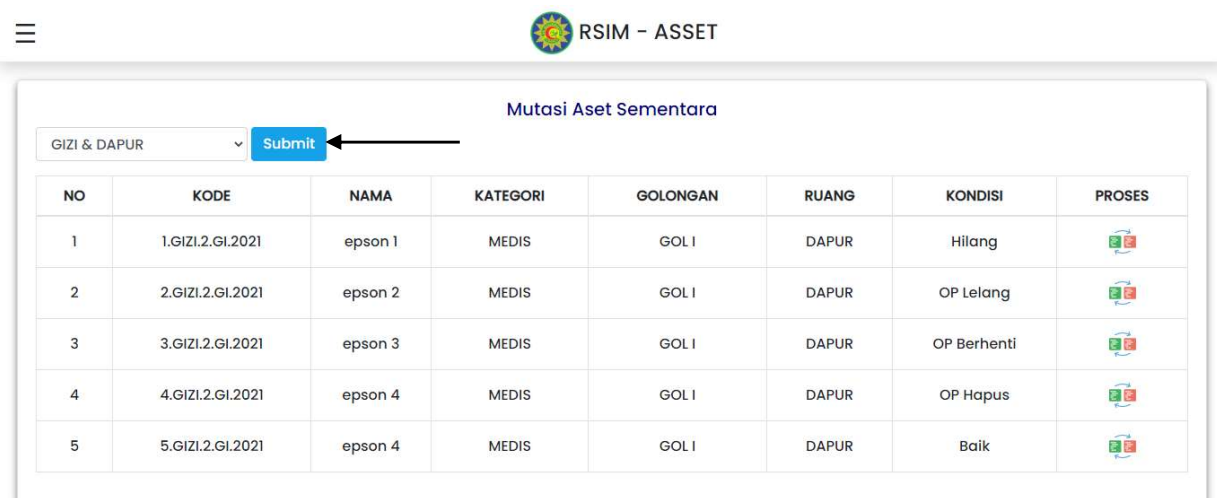 ☰ RSIM - ASSET
Mutasi Aset Sementara
GIZI & DAPUR Submit
NO KODE NAMA KATEGORI GOLONGAN RUANG KONDISI PROSES
1 1.GIZI.2.GI.2021 epson 1 MEDIS GOL I DAPUR Hilang
2 2.GIZI.2.GI.2021 epson 2 MEDIS GOL I DAPUR OP Lelang
3 3.GIZI.2.GI.2021 epson 3 MEDIS GOL I DAPUR OP Berhenti
4 4.GIZI.2.GI.2021 epson 4 MEDIS GOL I DAPUR OP Hapus
5 5.GIZI.2.GI.2021 epson 4 MEDIS GOL I DAPUR Baik